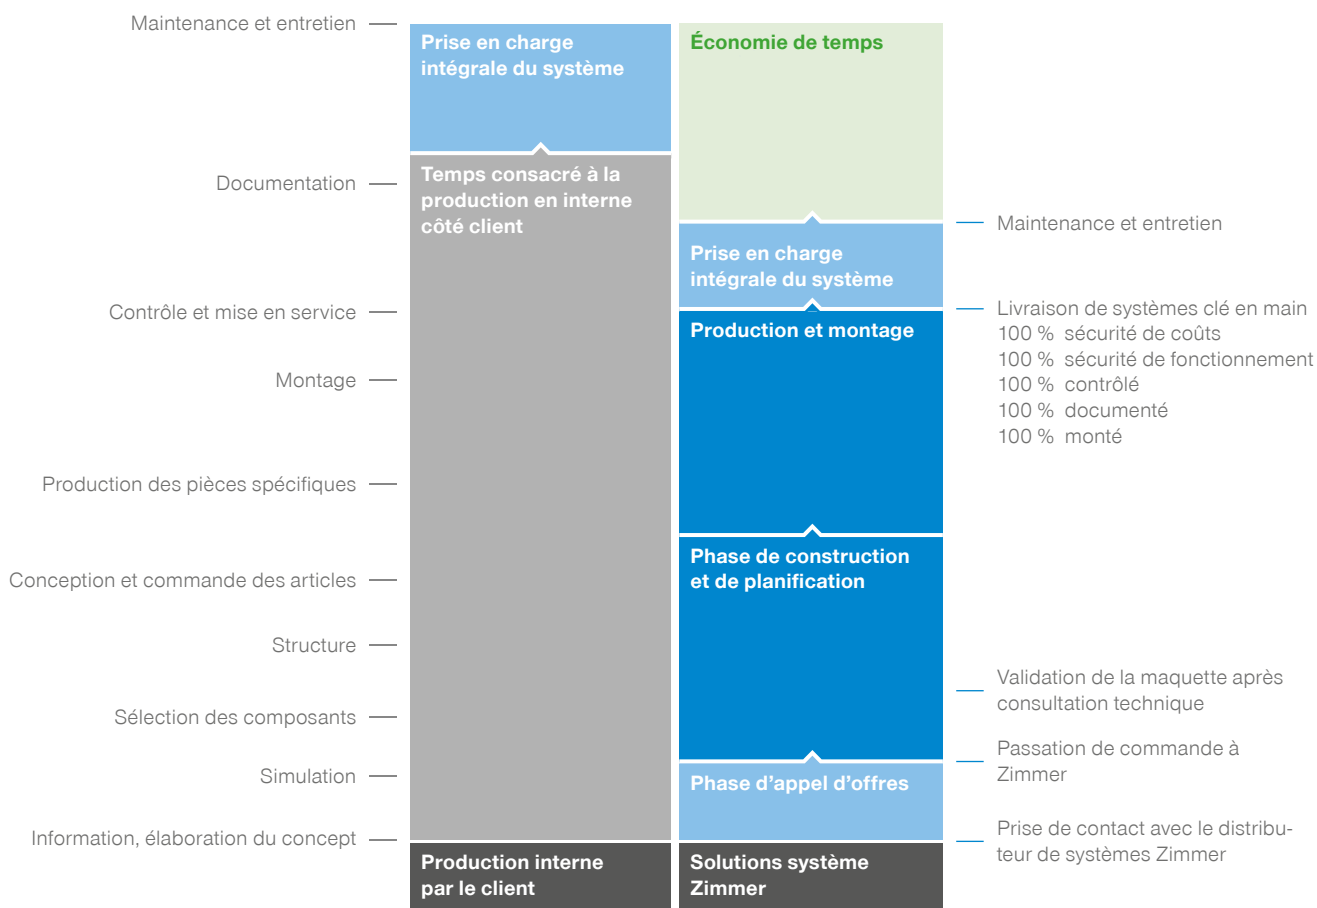 Maintenance et entretien
Documentation
Contrôle et mise en service
Montage
Production des pièces spécifiques
Conception et commande des articles
Structure
Sélection des composants
Simulation
Information, élaboration du concept
Prise en charge
intégrale du système
Temps consacré à la
production en interne
côté client
Production interne
par le client
Économie de temps
Prise en charge
intégrale du système
Production et montage
Phase de construction
et de planification
Phase d’appel d’offres
Solutions système
Zimmer
Maintenance et entretien
Livraison de systèmes clé en main
100 % sécurité de coûts
100 % sécurité de fonctionnement
100 % contrôlé
100 % documenté
100 % monté
Validation de la maquette après
consultation technique
Passation de commande à
Zimmer
Prise de contact avec le distribu-
teur de systèmes Zimmer